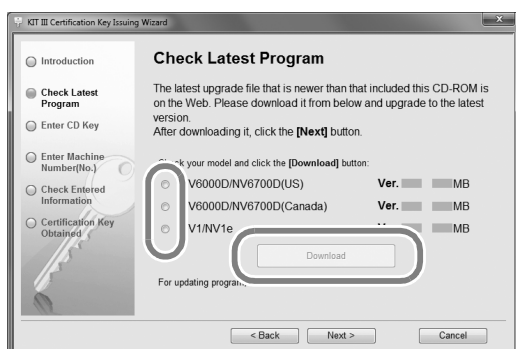 KIT III Certification Key Issuing Wizard
x
Introduction
Check Latest
Program
Enter CD Key
Enter Machine
Number(No.)
Check Entered
Information
Certification Key
Obtained
Check Latest Program
The latest upgrade file that is newer than that included this CD-ROM is
on the Web. Please download it from below and upgrade to the latest
version.
After downloading it, click the [Next] button.
your model and click the [Download] button:
V6000D/NV6700D(US) Ver. MB
V6000D/NV6700D(Canada) Ver. MB
V1/NV1e MB
Download
For updating program,
< Back Next > Cancel